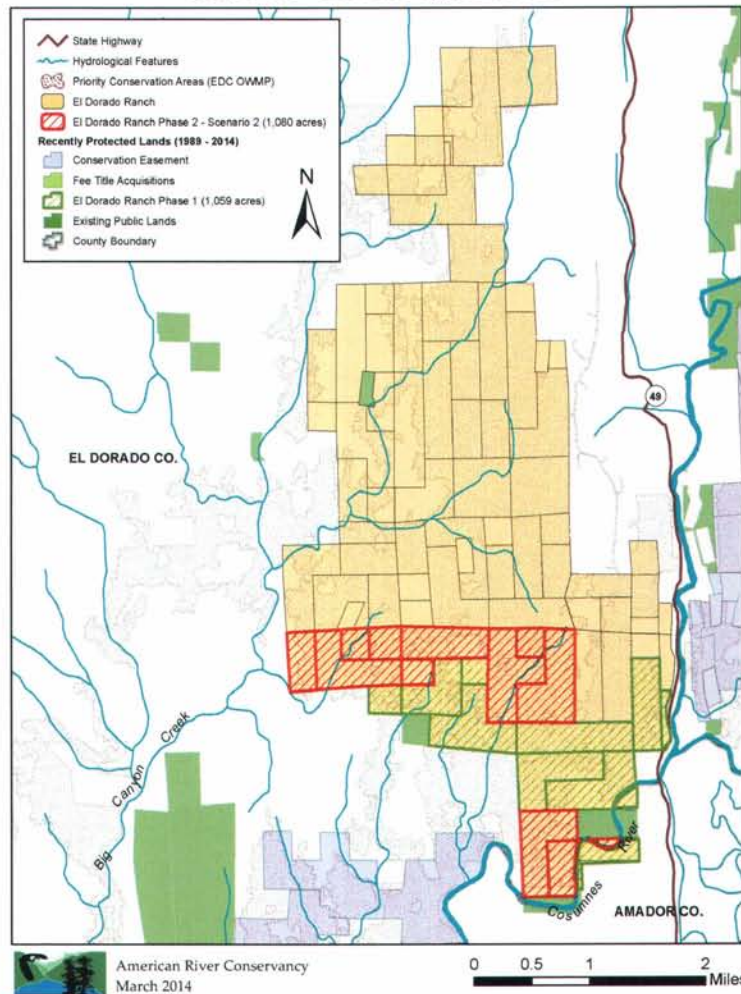 State Highway
Hydrological Features
Priority Conservation Areas (EDC OWMP)
El Dorado Ranch
El Dorado Ranch Phase 2 - Scenario 2 (1,080 acres)
Recently Protected Lands (1989 - 2014)
Conservation Easement
Fee Title Acquisitions
El Dorado Ranch Phase 1 (1,059 acres)
Existing Public Lands
County Boundary
N
49
EL DORADO CO.
Big Canyon Creek
Cosumnes River
AMADOR CO.
American River Conservancy
March 2014
0 0.5 1 2
Miles